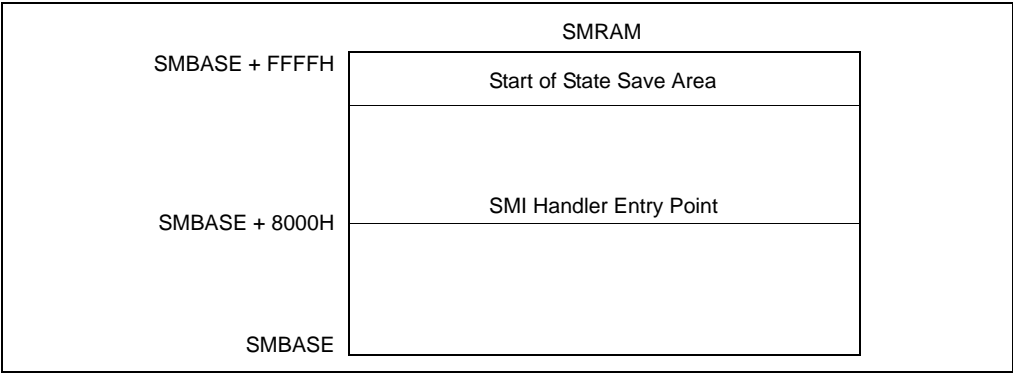 SMRAM
SMBASE + FFFFH
Start of State Save Area
SMI Handler Entry Point
SMBASE + 8000H
SMBASE